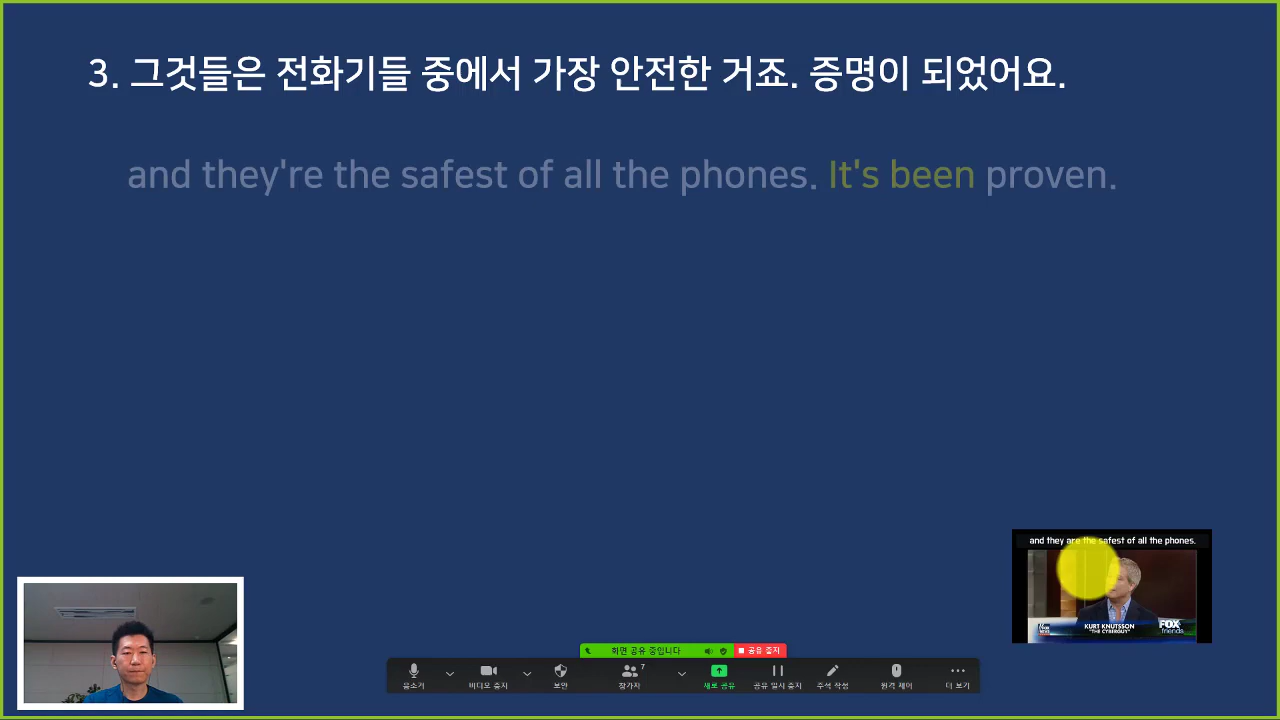 3. 그것들은 전화기들 중에서 가장 안전한 거죠. 증명이 되었어요.
and they're the safest of all the phones. It's been proven.
and they are the safest of all the phones.
KURT KNUTSSON
"THE CYBERGUY"
FOX
friends
화면 공유 중입니다
공유 중지
7
음소거
비디오 중지
보안
참가자
새로 공유
공유 일시 중지
주석 작성
원격 제어
더 보기